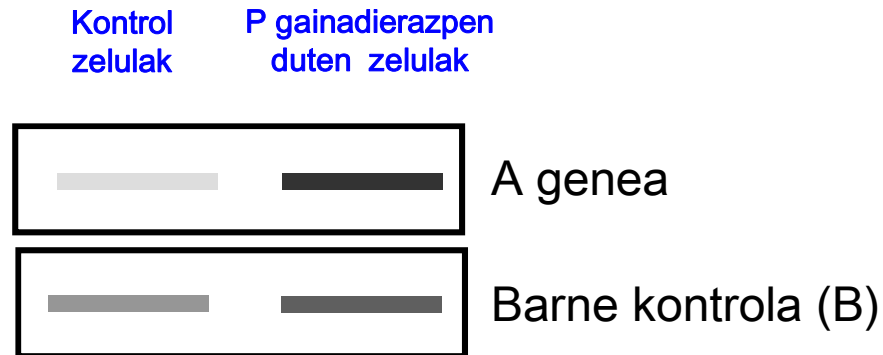 Kontrol
zelulak
P gainadierazpen
duten zelulak
A genea
Barne kontrola (B)